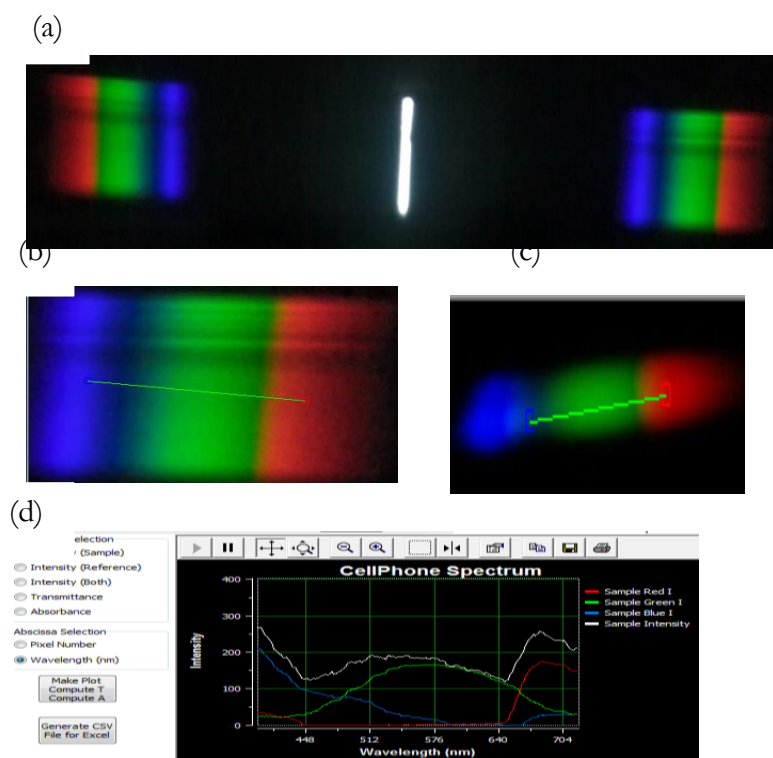 (a)
(b)
(c)
(d)
election
y (Sample)
Intensity (Reference)
Intensity (Both)
Transmittance
Absorbance
Abscissa Selection
Pixel Number
Wavelength (nm)
Make Plot
Compute T
Compute A
Generate CSV
File for Excel
CellPhone Spectrum
Intensity
400
300
200
100
0
448
512
576
640
704
Wavelength (nm)
Sample Red I
Sample Green I
Sample Blue I
Sample Intensity